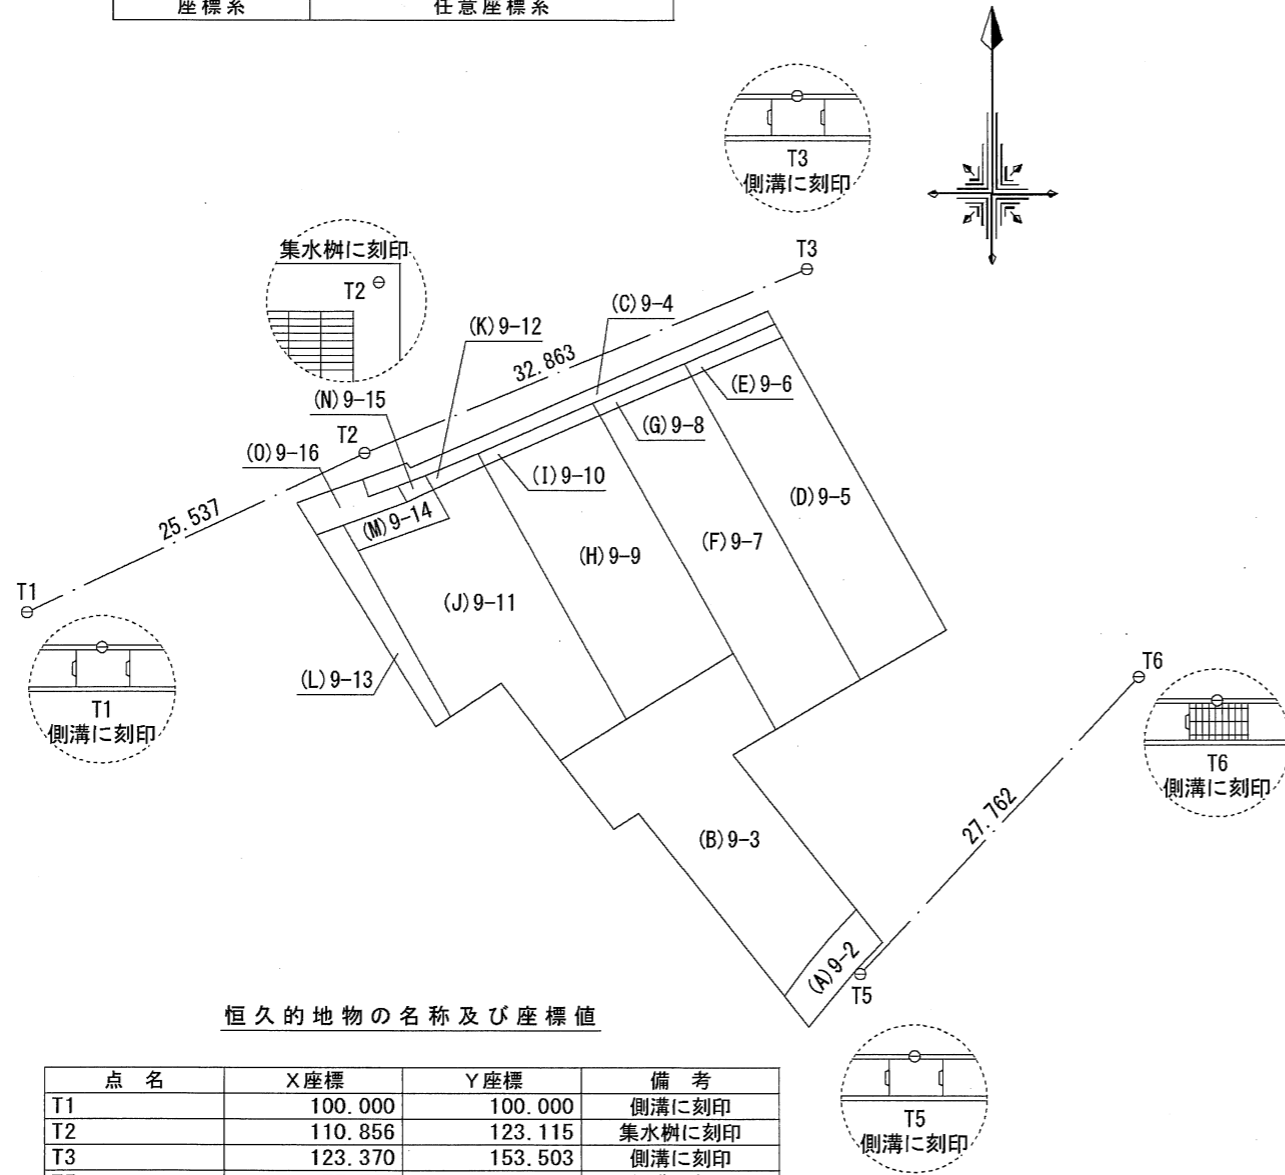 座標系 任意座標系
T3
側溝に刻印
集水桝に刻印
T2
T3
(C)9-4
(K)9-12
32.863
(E)9-6
(N)9-15
(G)9-8
T2
(O)9-16
(I)9-10
(D)9-5
25.537
(M)9-14
(F)9-7
(H)9-9
T1
(J)9-11
(L)9-13
T6
T1
側溝に刻印
T6
側溝に刻印
27.762
(B)9-3
(A)9-2
T5
恒久的地物の名称及び座標値
点名 X座標 Y座標 備考
T1 100.000 100.000 側溝に刻印
T2 110.856 123.115 集水桝に刻印
T3 123.370 153.503 側溝に刻印
T5
側溝に刻印